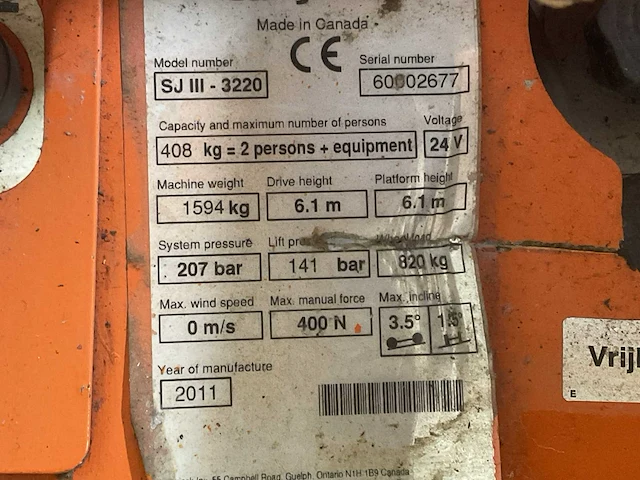 Made in Canada
CE
Model number Serial number
SJ III - 3220 60002677
Capacity and maximum number of persons Voltage
408 kg = 2 persons + equipment 24 V
Machine weight Drive height Platform height
1594 kg 6.1 m 6.1 m
System pressure Lift
207 bar 141 bar 820 kg
Max. wind speed Max. manual force Max. incline
0 m/s 400 N 3.5° 1.5°
Year of manufacture
2011
55 Campbell Road, Guelph, Ontario N1H 1B9 Canada
E